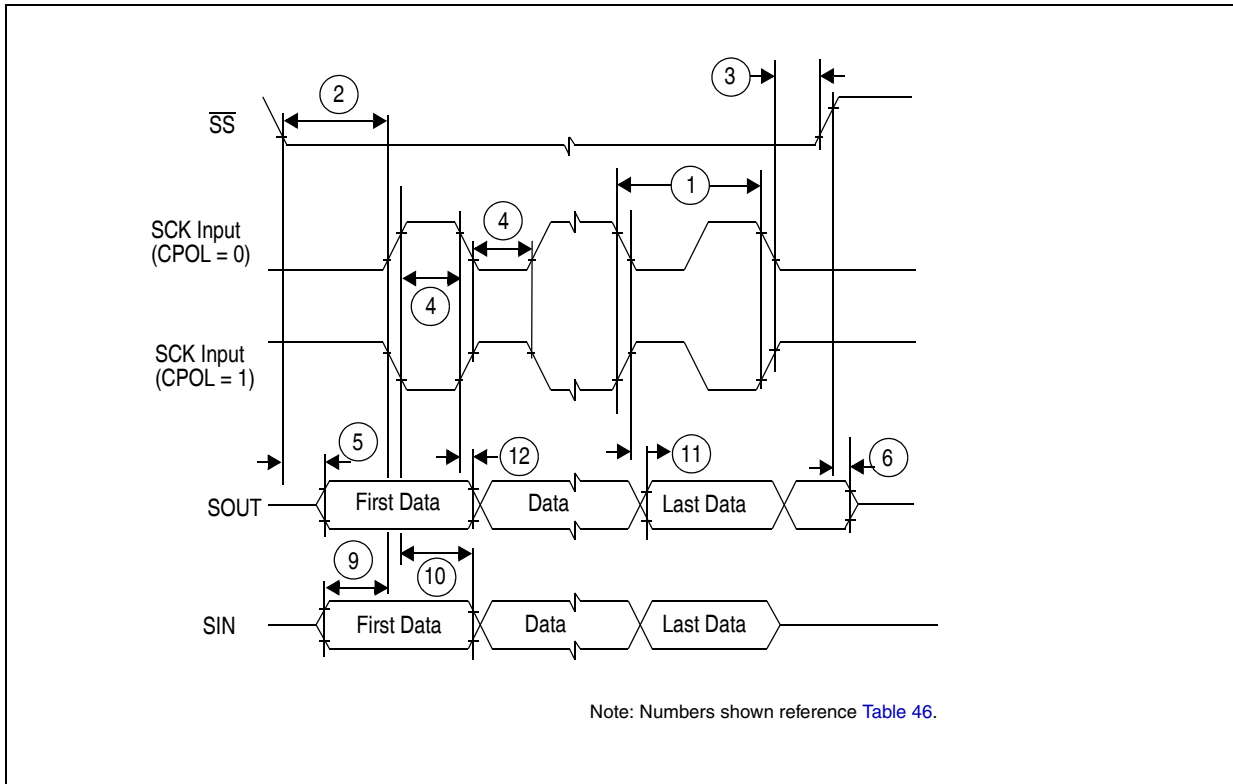 3
2
SS
1
4
SCK Input
(CPOL = 0)
4
SCK Input
(CPOL = 1)
5
12
11
6
SOUT
First Data
Data
Last Data
9
10
SIN
First Data
Data
Last Data
Note: Numbers shown reference Table 46.